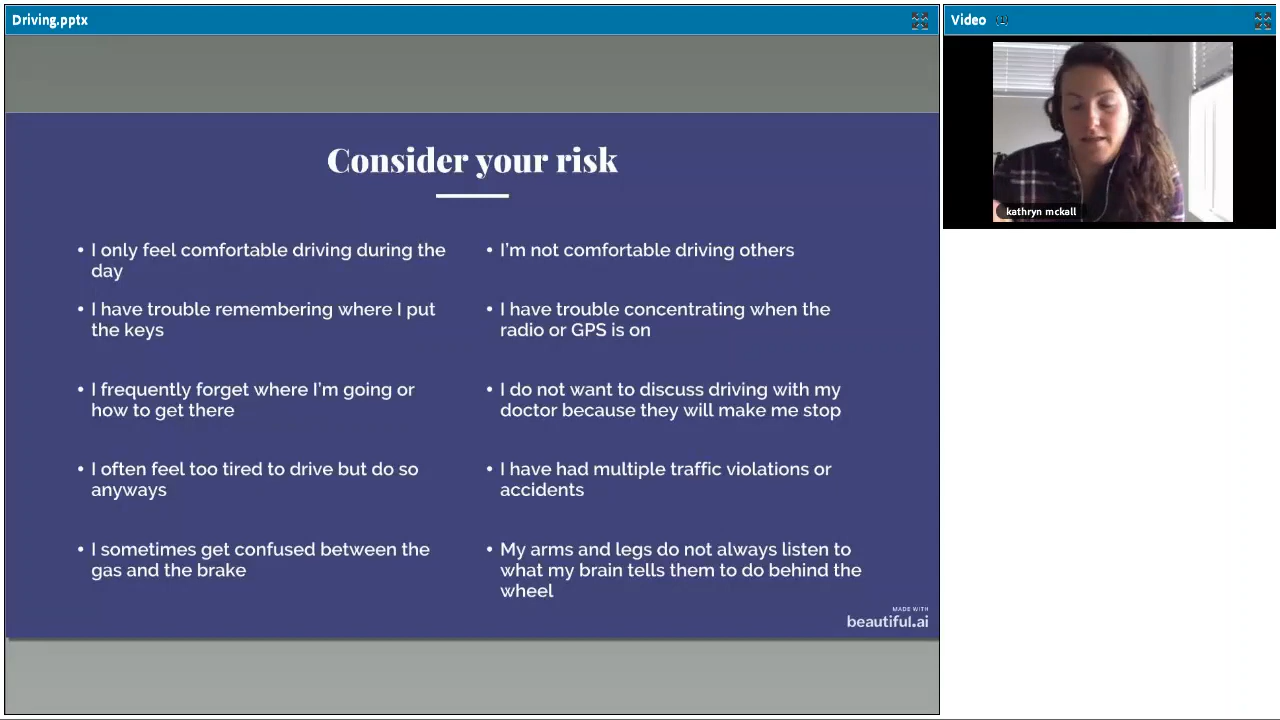 Driving.pptx
Video (1)
kathryn mckall
Consider your risk
• I only feel comfortable driving during the
day
• I have trouble remembering where I put
the keys
• I frequently forget where I'm going or
how to get there
• I often feel too tired to drive but do so
anyways
• I sometimes get confused between the
gas and the brake
• I'm not comfortable driving others
• I have trouble concentrating when the
radio or GPS is on
• I do not want to discuss driving with my
doctor because they will make me stop
• I have had multiple traffic violations or
accidents
• My arms and legs do not always listen to
what my brain tells them to do behind the
wheel
MADE WITH
beautiful.ai